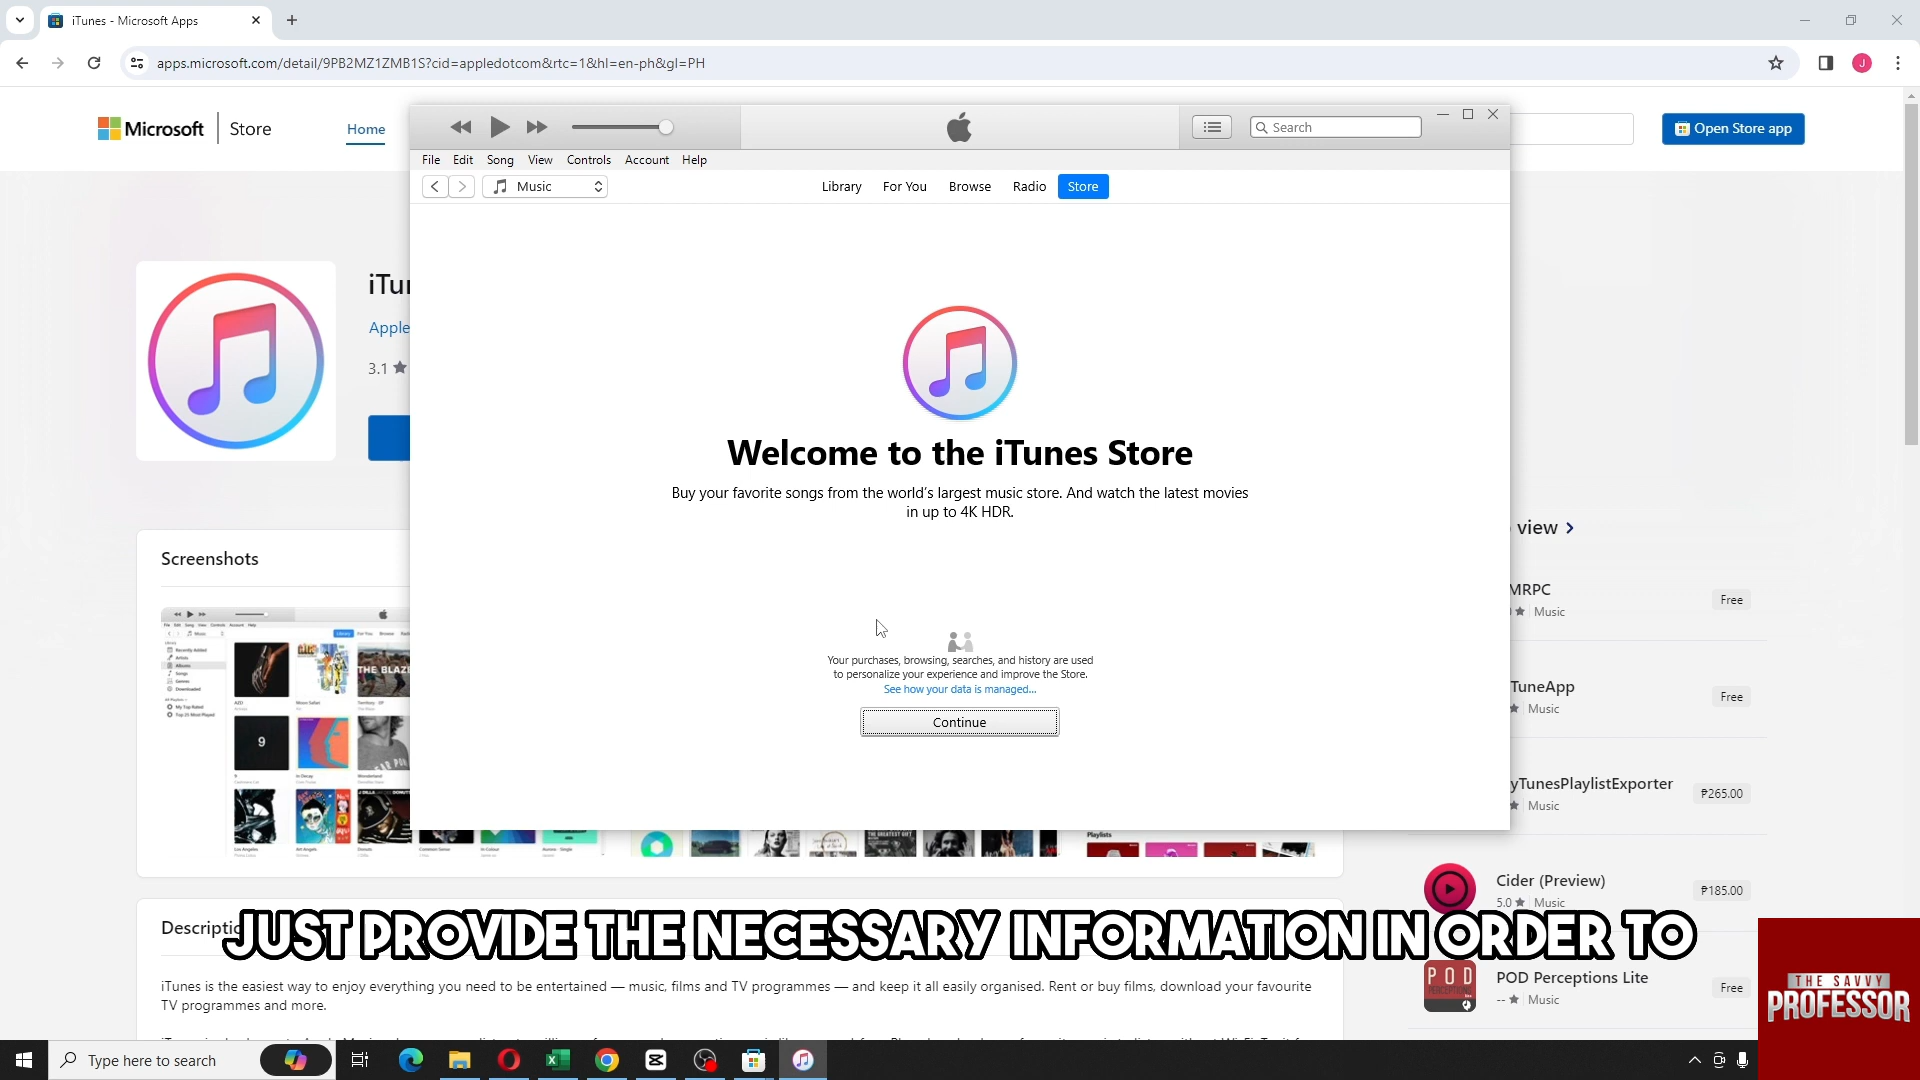 iTunes - Microsoft Apps
apps.microsoft.com/detail/9PB2MZ1ZMB1S?cid=appledotcom&rtc=1&hl=en-ph&gl=PH
J
Microsoft
Store
Home
Open Store app
Search
File Edit Song View Controls Account Help
Music
Library For You Browse Radio Store
iTu
Apple
3.1
Welcome to the iTunes Store
Buy your favorite songs from the world's largest music store. And watch the latest movies
in up to 4K HDR.
Your purchases, browsing, searches, and history are used
to personalize your experience and improve the Store.
See how your data is managed...
Continue
Screenshots
view
MRPC
Music
Free
TuneApp
Music
Free
yTunesPlaylistExporter
Music
₱265.00
Cider (Preview)
5.0 Music
₱185.00
POD Perceptions Lite
-- Music
Free
POD
Playlists
THE BLAZE
9
JUST PROVIDE THE NECESSARY INFORMATION IN ORDER TO
Descriptio
iTunes is the easiest way to enjoy everything you need to be entertained — music, films and TV programmes — and keep it all easily organised. Rent or buy films, download your favourite
TV programmes and more.
THE SAVVY
PROFESSOR
Type here to search